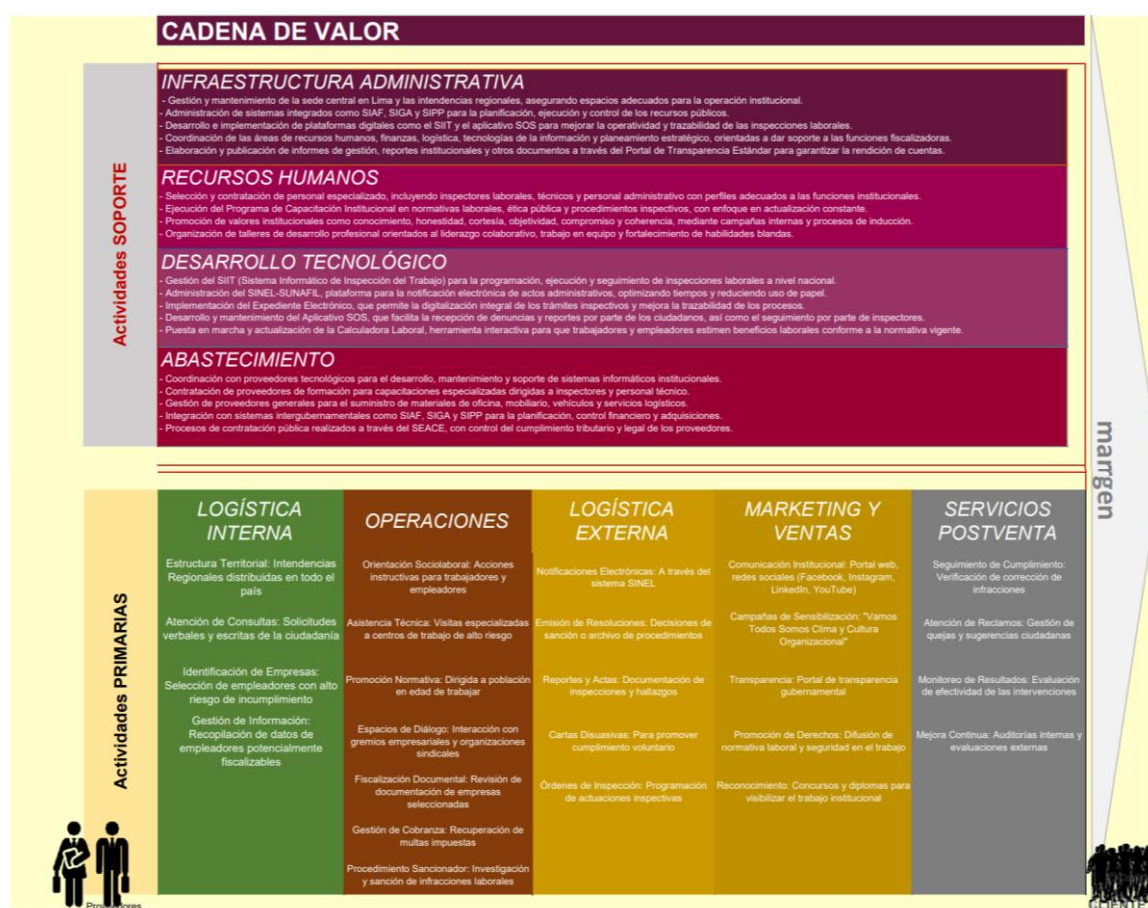 CADENA DE VALOR
Actividades SOPORTE
INFRAESTRUCTURA ADMINISTRATIVA
- Gestión y mantenimiento de la sede central en Lima y las intendencias regionales, asegurando espacios adecuados para la operación institucional.
- Administración de sistemas integrados como SIAF, SIGA y SIPP para la planificación, ejecución y control de los recursos públicos.
- Desarrollo e implementación de plataformas digitales como el SIIT y el aplicativo SOS para mejorar la operatividad y trazabilidad de las inspecciones laborales.
- Coordinación de las áreas de recursos humanos, finanzas, logística, tecnologías de la información y planeamiento estratégico, orientadas a dar soporte a las funciones fiscalizadoras.
- Elaboración y publicación de informes de gestión, reportes institucionales y otros documentos a través del Portal de Transparencia Estándar para garantizar la rendición de cuentas.
RECURSOS HUMANOS
- Selección y contratación de personal especializado, incluyendo inspectores laborales, técnicos y personal administrativo con perfiles adecuados a las funciones institucionales.
- Ejecución del Programa de Capacitación Institucional en normativas laborales, ética pública y procedimientos inspectivos, con enfoque en actualización constante.
- Promoción de valores institucionales como conocimiento, honestidad, cortesía, objetividad, compromiso y coherencia, mediante campañas internas y procesos de inducción.
- Organización de talleres de desarrollo profesional orientados al liderazgo colaborativo, trabajo en equipo y fortalecimiento de habilidades blandas.
DESARROLLO TECNOLÓGICO
- Gestión del SIIT (Sistema Informático de Inspección del Trabajo) para la programación, ejecución y seguimiento de inspecciones laborales a nivel nacional.
- Administración del SINEL-SUNAFIL, plataforma para la notificación electrónica de actos administrativos, optimizando tiempos y reduciendo uso de papel.
- Implementación del Expediente Electrónico, que permite la digitalización integral de los trámites inspectivos y mejora la trazabilidad de los procesos.
- Desarrollo y mantenimiento del Aplicativo SOS, que facilita la recepción de denuncias y reportes por parte de los ciudadanos, así como el seguimiento por parte de inspectores.
- Puesta en marcha y actualización de la Calculadora Laboral, herramienta interactiva para que trabajadores y empleadores estimen beneficios laborales conforme a la normativa vigente.
ABASTECIMIENTO
- Coordinación con proveedores tecnológicos para el desarrollo, mantenimiento y soporte de sistemas informáticos institucionales.
- Contratación de proveedores de formación para capacitaciones especializadas dirigidas a inspectores y personal técnico.
- Gestión de proveedores generales para el suministro de materiales de oficina, mobiliario, vehículos y servicios logísticos.
- Integración con sistemas intergubernamentales como SIAF, SIGA y SIPP para la planificación, control financiero y adquisiciones.
- Procesos de contratación pública realizados a través del SEACE, con control del cumplimiento tributario y legal de los proveedores.
margen
Actividades PRIMARIAS
LOGÍSTICA
INTERNA
Estructura Territorial: Intendencias
Regionales distribuidas en todo el
país
Atención de Consultas: Solicitudes
verbales y escritas de la ciudadanía
Identificación de Empresas:
Selección de empleadores con alto
riesgo de incumplimiento
Gestión de Información:
Recopilación de datos de
empleadores potencialmente
fiscalizables
OPERACIONES
Orientación Sociolaboral: Acciones
instructivas para trabajadores y
empleadores
Asistencia Técnica: Visitas especializadas
a centros de trabajo de alto riesgo
Promoción Normativa: Dirigida a población
en edad de trabajar
Espacios de Diálogo: Interacción con
gremios empresariales y organizaciones
sindicales
Fiscalización Documental: Revisión de
documentación de empresas
seleccionadas
Gestión de Cobranza: Recuperación de
multas impuestas
Procedimiento Sancionador: Investigación
y sanción de infracciones laborales
LOGÍSTICA
EXTERNA
Notificaciones Electrónicas: A través del
sistema SINEL
Emisión de Resoluciones: Decisiones de
sanción o archivo de procedimientos
Reportes y Actas: Documentación de
inspecciones y hallazgos
Cartas Disuasivas: Para promover
cumplimiento voluntario
Órdenes de Inspección: Programación
de actuaciones inspectivas
MARKETING Y
VENTAS
Comunicación Institucional: Portal web,
redes sociales (Facebook, Instagram,
LinkedIn, YouTube)
Campañas de Sensibilización: "Vamos
Todos Somos Clima y Cultura
Organizacional"
Transparencia: Portal de transparencia
gubernamental
Promoción de Derechos: Difusión de
normativa laboral y seguridad en el trabajo
Reconocimiento: Concursos y diplomas para
visibilizar el trabajo institucional
SERVICIOS
POSTVENTA
Seguimiento de Cumplimiento:
Verificación de corrección de
infracciones
Atención de Reclamos: Gestión de
quejas y sugerencias ciudadanas
Monitoreo de Resultados: Evaluación
de efectividad de las intervenciones
Mejora Continua: Auditorías internas y
evaluaciones externas
Proveedores
CLIENTE